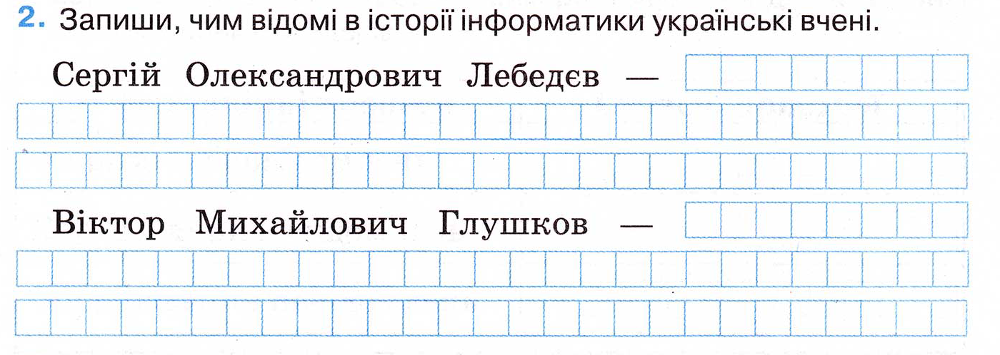 2. Запиши, чим відомі в історії інформатики українські вчені.
Сергій Олександрович Лебедєв —
Віктор Михайлович Глушков —